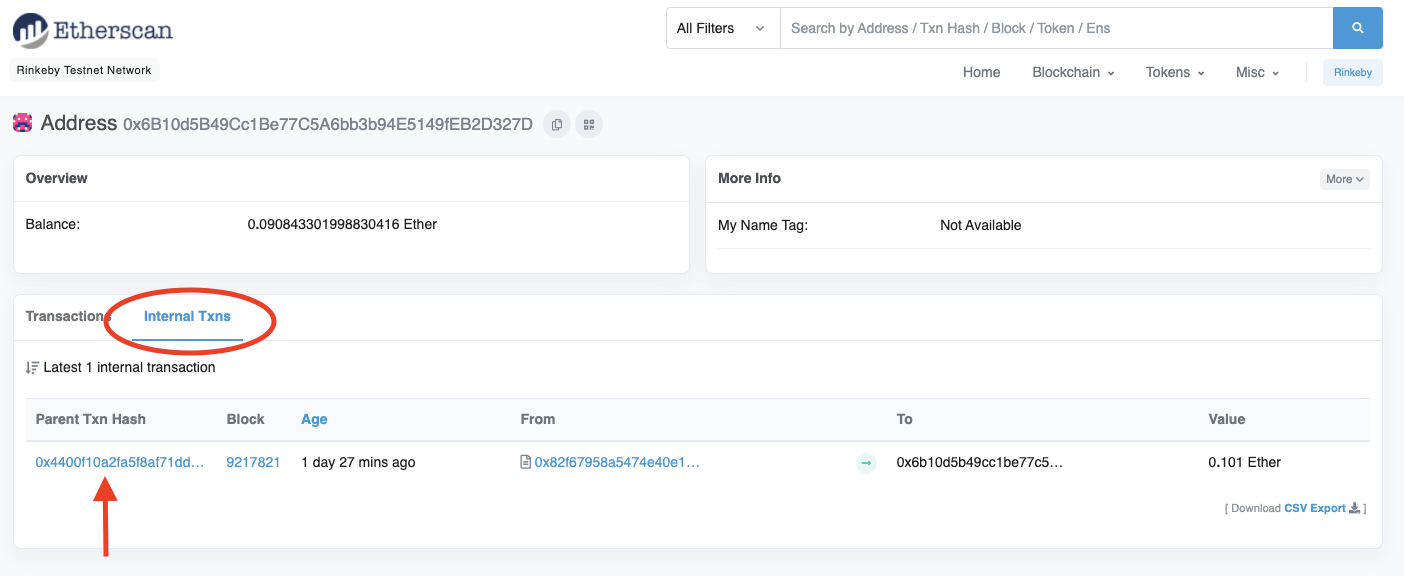 Etherscan
All Filters
Search by Address / Txn Hash / Block / Token / Ens
Rinkeby Testnet Network
Home Blockchain Tokens Misc Rinkeby
Address 0x6B10d5B49Cc1Be77C5A6bb3b94E5149fEB2D327D
Overview
Balance: 0.090843301998830416 Ether
More Info More
My Name Tag: Not Available
Transactions Internal Txns
Latest 1 internal transaction
Parent Txn Hash Block Age From To Value
0x4400f10a2fa5f8af71dd... 9217821 1 day 27 mins ago 0x82f67958a5474e40e1... 0x6b10d5b49cc1be77c5... 0.101 Ether
[ Download CSV Export ]